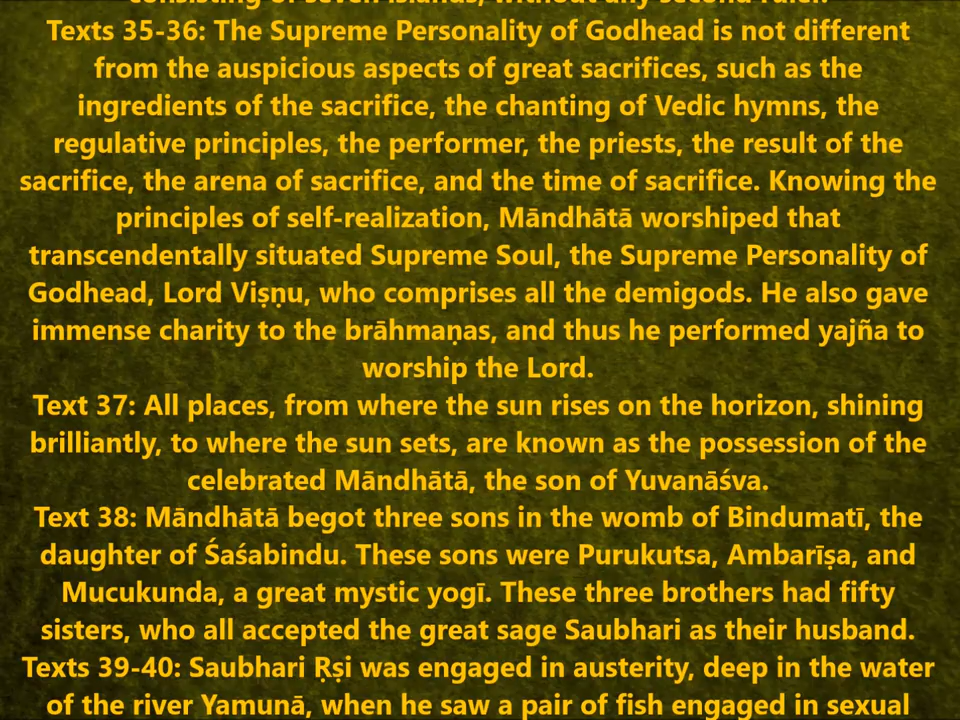 consisting of seven islands, without any second ruler.
Texts 35-36: The Supreme Personality of Godhead is not different
from the auspicious aspects of great sacrifices, such as the
ingredients of the sacrifice, the chanting of Vedic hymns, the
regulative principles, the performer, the priests, the result of the
sacrifice, the arena of sacrifice, and the time of sacrifice. Knowing the
principles of self-realization, Māndhātā worshiped that
transcendentally situated Supreme Soul, the Supreme Personality of
Godhead, Lord Viṣṇu, who comprises all the demigods. He also gave
immense charity to the brāhmaṇas, and thus he performed yajña to
worship the Lord.
Text 37: All places, from where the sun rises on the horizon, shining
brilliantly, to where the sun sets, are known as the possession of the
celebrated Māndhātā, the son of Yuvanāśva.
Text 38: Māndhātā begot three sons in the womb of Bindumatī, the
daughter of Śaśabindu. These sons were Purukutsa, Ambarīṣa, and
Mucukunda, a great mystic yogī. These three brothers had fifty
sisters, who all accepted the great sage Saubhari as their husband.
Texts 39-40: Saubhari Ṛṣi was engaged in austerity, deep in the water
of the river Yamunā, when he saw a pair of fish engaged in sexual